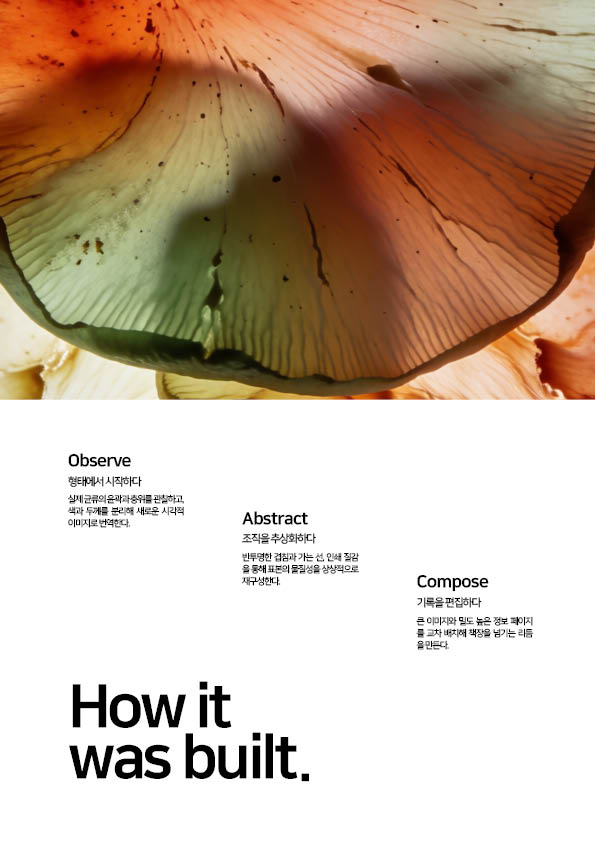 Observe
형태에서 시작하다
실제 균류의 윤곽과 층위를 관찰하고,
색과 두께를 분리해 새로운 시각적
이미지로 번역한다.
Abstract
조직을 추상화하다
반투명한 겹침과 가는 선, 인쇄 질감
을 통해 표본의 물질성을 상상적으로
재구성한다.
Compose
기록을 편집하다
큰 이미지와 밀도 높은 정보 페이지
를 교차 배치해 책장을 넘기는 리듬
을 만든다.
How it
was built.